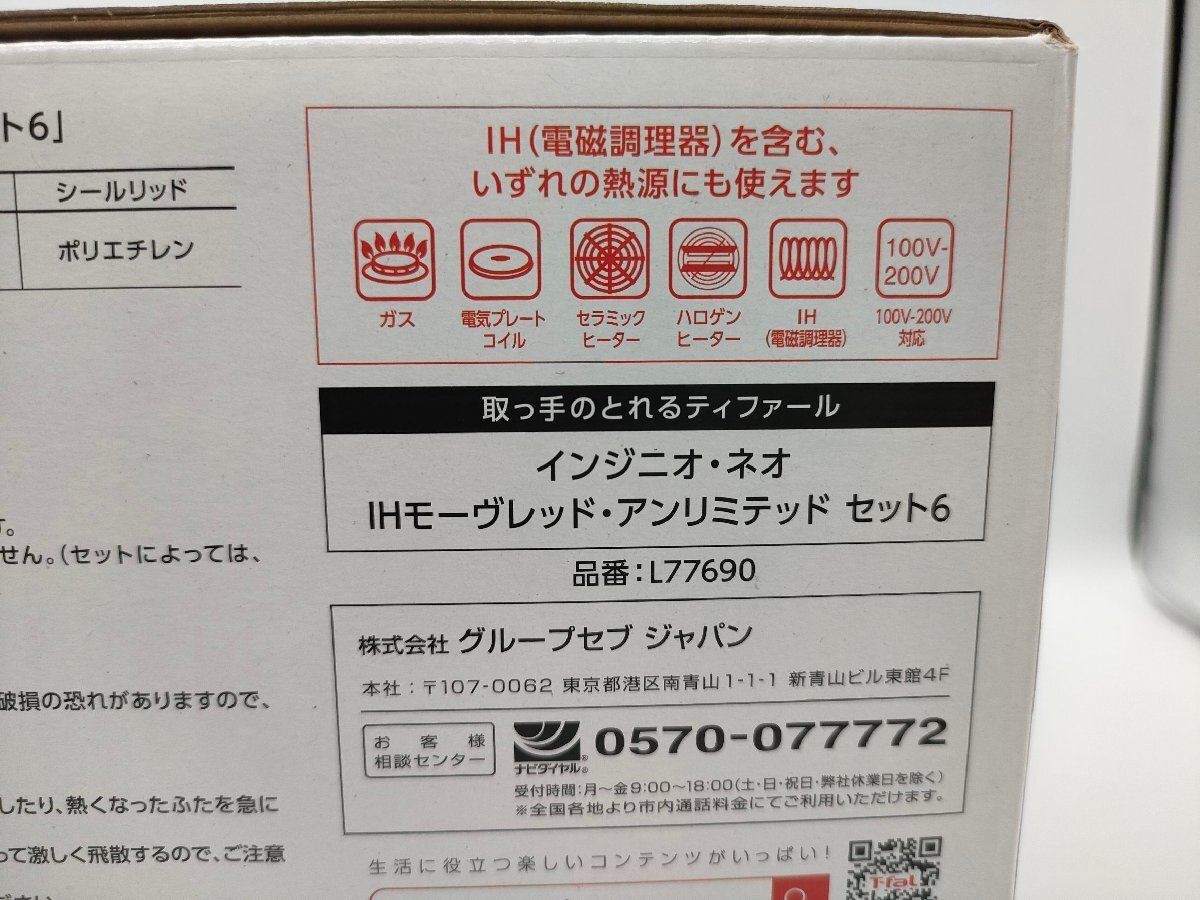 ト6」
シールリッド
ポリエチレン
す。
せん。(セットによっては、
破損の恐れがありますので、
したり、熱くなったふたを急に
って激しく飛散するので、ご注意
IH(電磁調理器)を含む、
いずれの熱源にも使えます
100V-
200V
ガス
電気プレート
コイル
セラミック
ヒーター
ハロゲン
ヒーター
IH
(電磁調理器)
100V-200V
対応
取っ手のとれるティファール
インジニオ・ネオ
IHモーヴレッド・アンリミテッド セット6
品番:L77690
株式会社 グループセブ ジャパン
本社:〒107-0062 東京都港区南青山1-1-1 新青山ビル東館4F
お客様
相談センター
ナビダイヤル®
0570-077772
受付時間:月〜金9:00〜18:00(土・日・祝日・弊社休業日を除く)
※全国各地より市内通話料金にてご利用いただけます。
生活に役立つ楽しいコンテンツがいっぱい!
T-fal